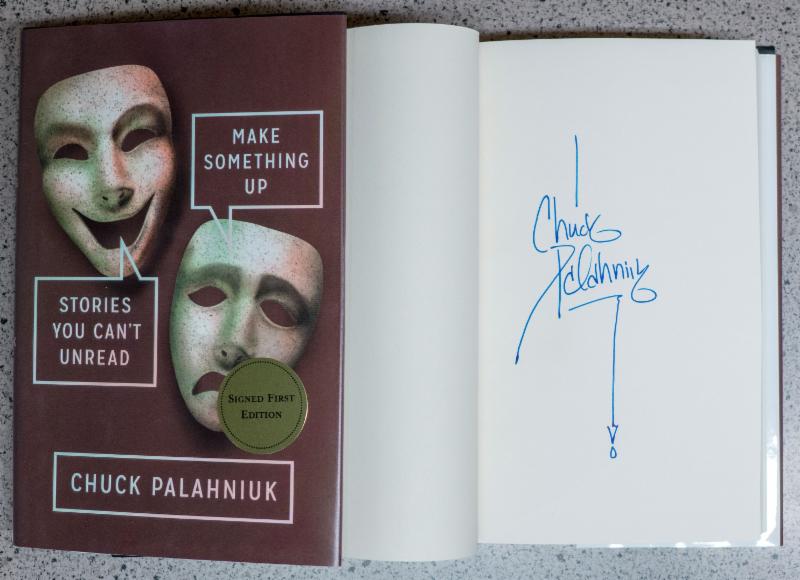 MAKE
SOMETHING
UP
STORIES
YOU CAN'T
UNREAD
SIGNED FIRST
EDITION
CHUCK PALAHNIUK
Chuck
Palahniuk